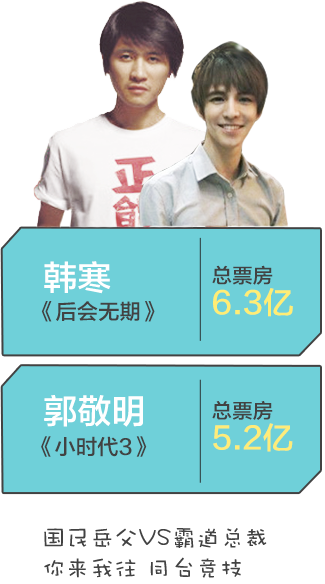 正
韩寒
《后会无期》
总票房
6.3亿
郭敬明
《小时代3》
总票房
5.2亿
国民岳父VS霸道总裁
你来我往 同台竞技